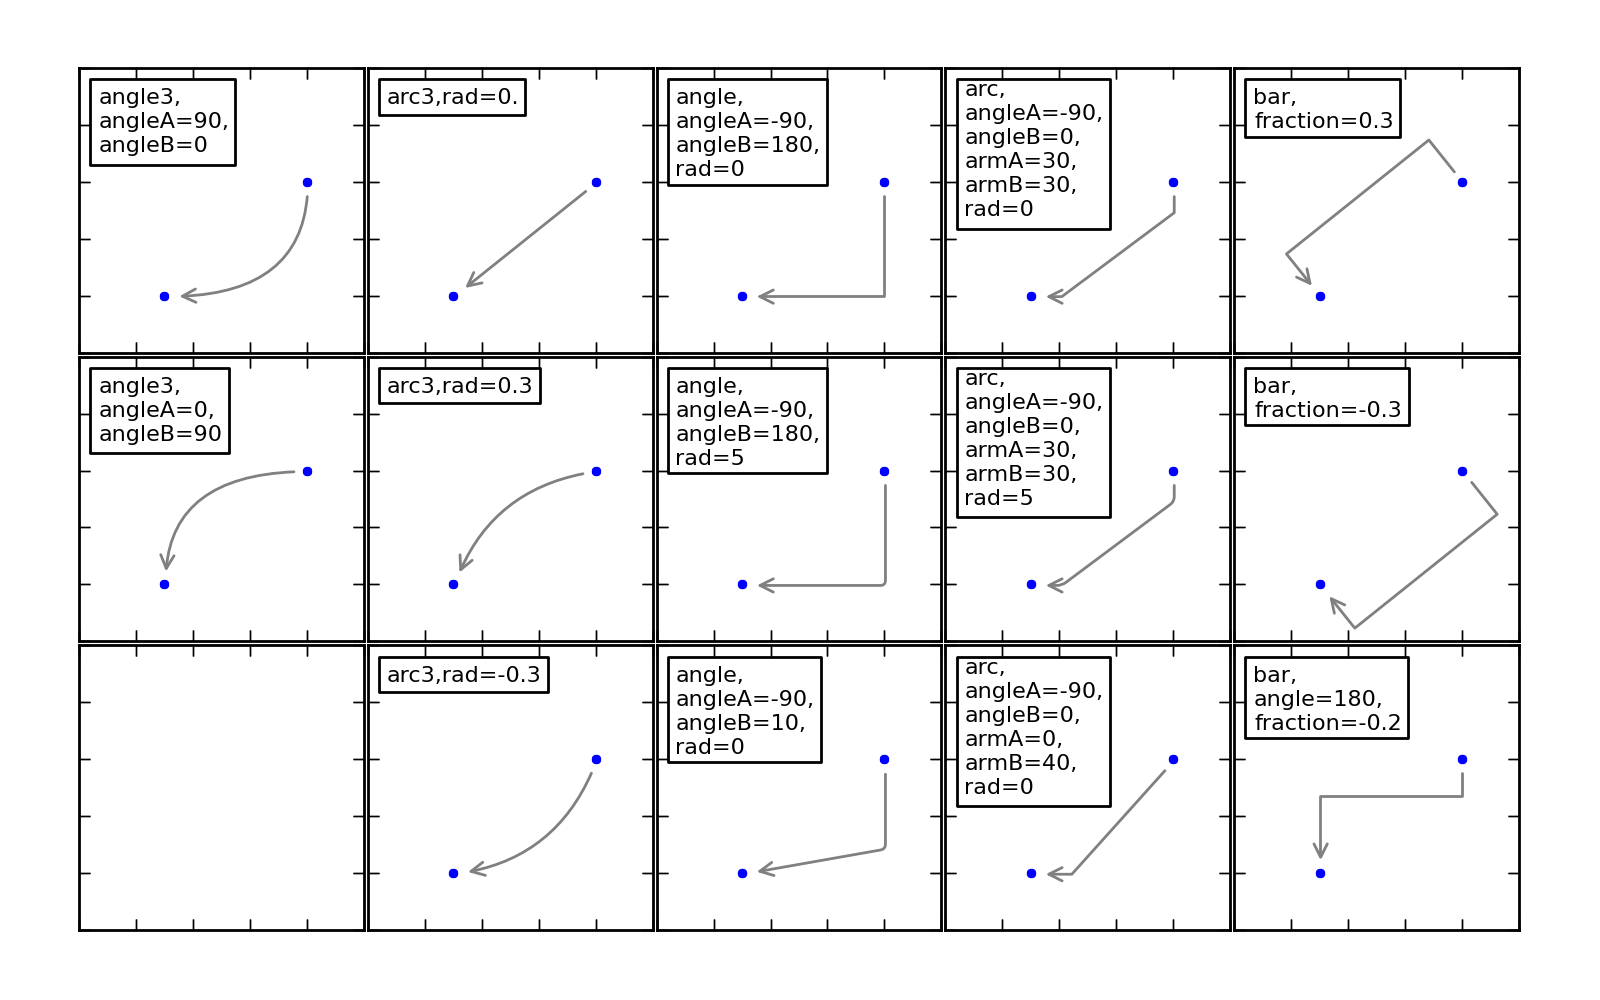 angle3,
angleA=90,
angleB=0
arc3,rad=0.
angle,
angleA=-90,
angleB=180,
rad=0
arc,
angleA=-90,
angleB=0,
armA=30,
armB=30,
rad=0
bar,
fraction=0.3
angle3,
angleA=0,
angleB=90
arc3,rad=0.3
angle,
angleA=-90,
angleB=180,
rad=5
arc,
angleA=-90,
angleB=0,
armA=30,
armB=30,
rad=5
bar,
fraction=-0.3
arc3,rad=-0.3
angle,
angleA=-90,
angleB=10,
rad=0
arc,
angleA=-90,
angleB=0,
armA=0,
armB=40,
rad=0
bar,
angle=180,
fraction=-0.2